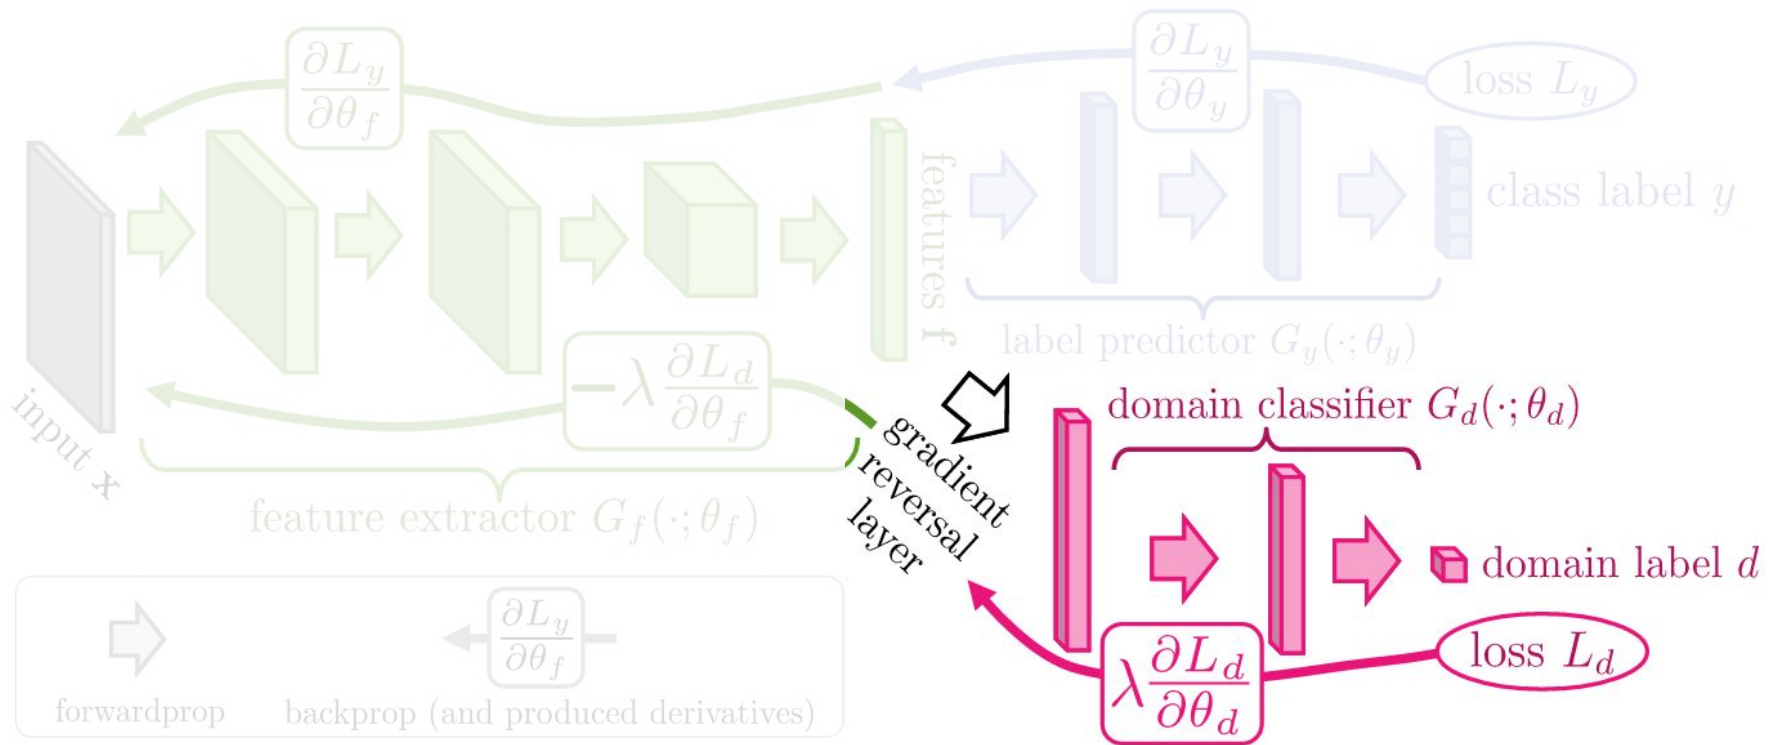 ∂L_y/∂θ_f
∂L_y/∂θ_y
loss L_y
features f
class label y
label predictor G_y(·; θ_y)
input x
−λ ∂L_d/∂θ_f
feature extractor G_f(·; θ_f)
gradient
reversal
layer
domain classifier G_d(·; θ_d)
domain label d
λ ∂L_d/∂θ_d
loss L_d
∂L_y/∂θ_f
forwardprop
backprop (and produced derivatives)